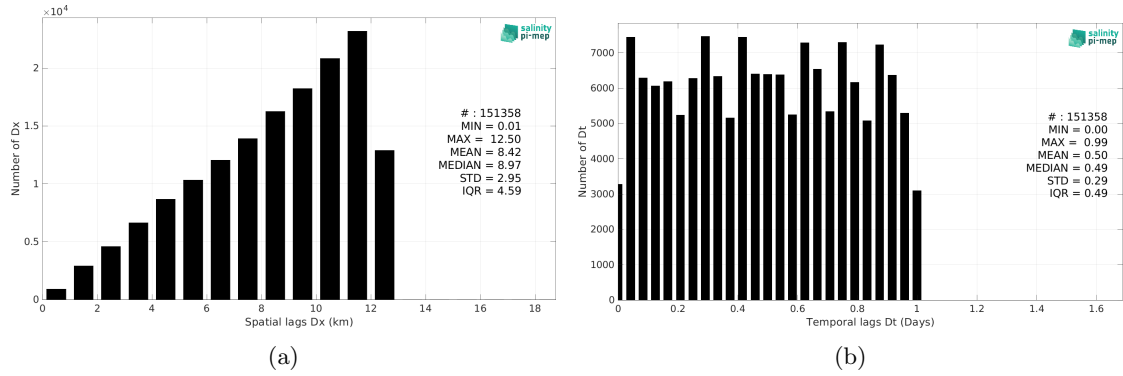 ×10⁴
2
1.5
1
0.5
0
Number of Dx
0 2 4 6 8 10 12 14 16 18
Spatial lags Dx (km)
salinity
pi-mep
# : 151358
MIN = 0.01
MAX = 12.50
MEAN = 8.42
MEDIAN = 8.97
STD = 2.95
IQR = 4.59
(a)
7000
6000
5000
4000
3000
2000
1000
0
Number of Dt
0 0.2 0.4 0.6 0.8 1 1.2 1.4 1.6
Temporal lags Dt (Days)
salinity
pi-mep
# : 151358
MIN = 0.00
MAX = 0.99
MEAN = 0.50
MEDIAN = 0.49
STD = 0.29
IQR = 0.49
(b)